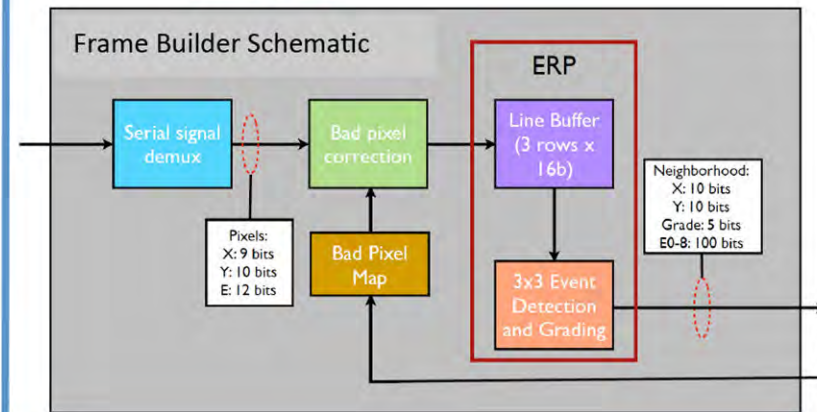 Frame Builder Schematic
ERP
Serial signal
demux
Bad pixel
correction
Line Buffer
(3 rows x
16b)
Neighborhood:
X: 10 bits
Y: 10 bits
Grade: 5 bits
E0-8: 100 bits
Pixels:
X: 9 bits
Y: 10 bits
E: 12 bits
Bad Pixel
Map
3x3 Event
Detection
and Grading